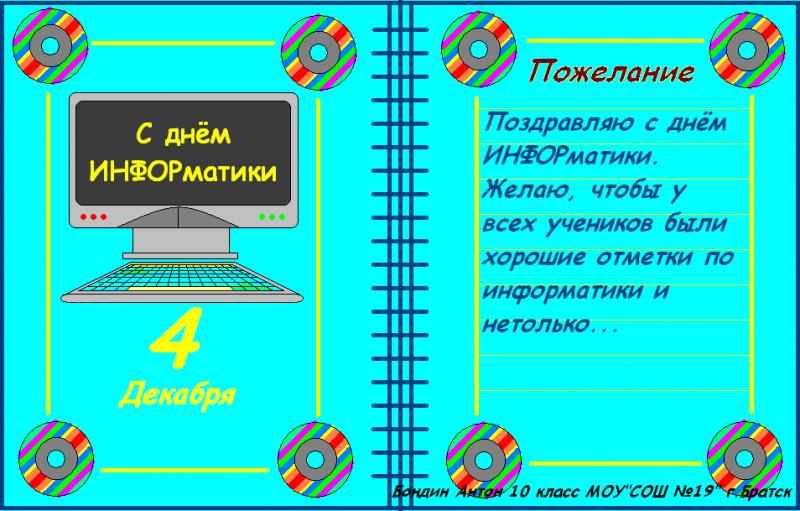 С днём
ИНФОРматики
4
Декабря
Пожелание
Поздравляю с днём
ИНФОРматики.
Желаю, чтобы у
всех учеников были
хорошие отметки по
информатики и
нетолько...
Бондин Антон 10 класс МОУ"СОШ №19" г.Братск